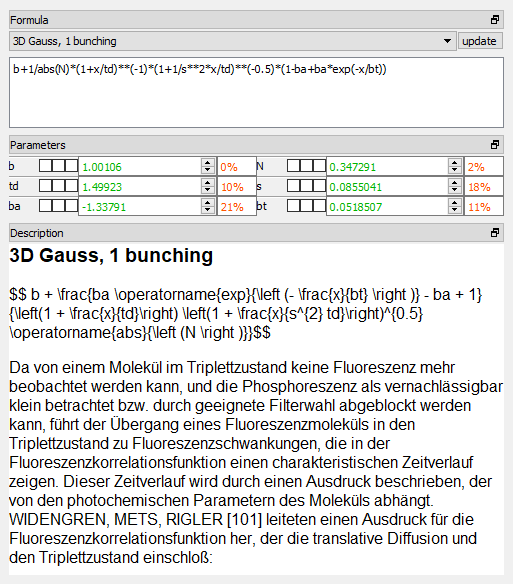 Formula
3D Gauss, 1 bunching
update
b+1/abs(N)*(1+x/td)**(-1)*(1+1/s**2*x/td)**(-0.5)*(1-ba+ba*exp(-x/bt))
Parameters
b 1.00106 0% N 0.347291 2%
td 1.49923 10% s 0.0855041 18%
ba -1.33791 21% bt 0.0518507 11%
Description
3D Gauss, 1 bunching
$$ b + \frac{ba \operatorname{exp}{\left (- \frac{x}{bt} \right )} - ba + 1}
{\left(1 + \frac{x}{td}\right) \left(1 + \frac{x}{s^{2} td}\right)^{0.5}
\operatorname{abs}{\left (N \right )}}$$
Da von einem Molekül im Triplettzustand keine Fluoreszenz mehr
beobachtet werden kann, und die Phosphoreszenz als vernachlässigbar
klein betrachtet bzw. durch geeignete Filterwahl abgeblockt werden
kann, führt der Übergang eines Fluoreszenzmoleküls in den
Triplettzustand zu Fluoreszenzschwankungen, die in der
Fluoreszenzkorrelationsfunktion einen charakteristischen Zeitverlauf
zeigen. Dieser Zeitverlauf wird durch einen Ausdruck beschrieben, der
von den photochemischen Parametern des Moleküls abhängt.
WIDENGREN, METS, RIGLER [101] leiteten einen Ausdruck für die
Fluoreszenzkorrelationsfunktion her, der die translative Diffusion und
den Triplettzustand einschloß: